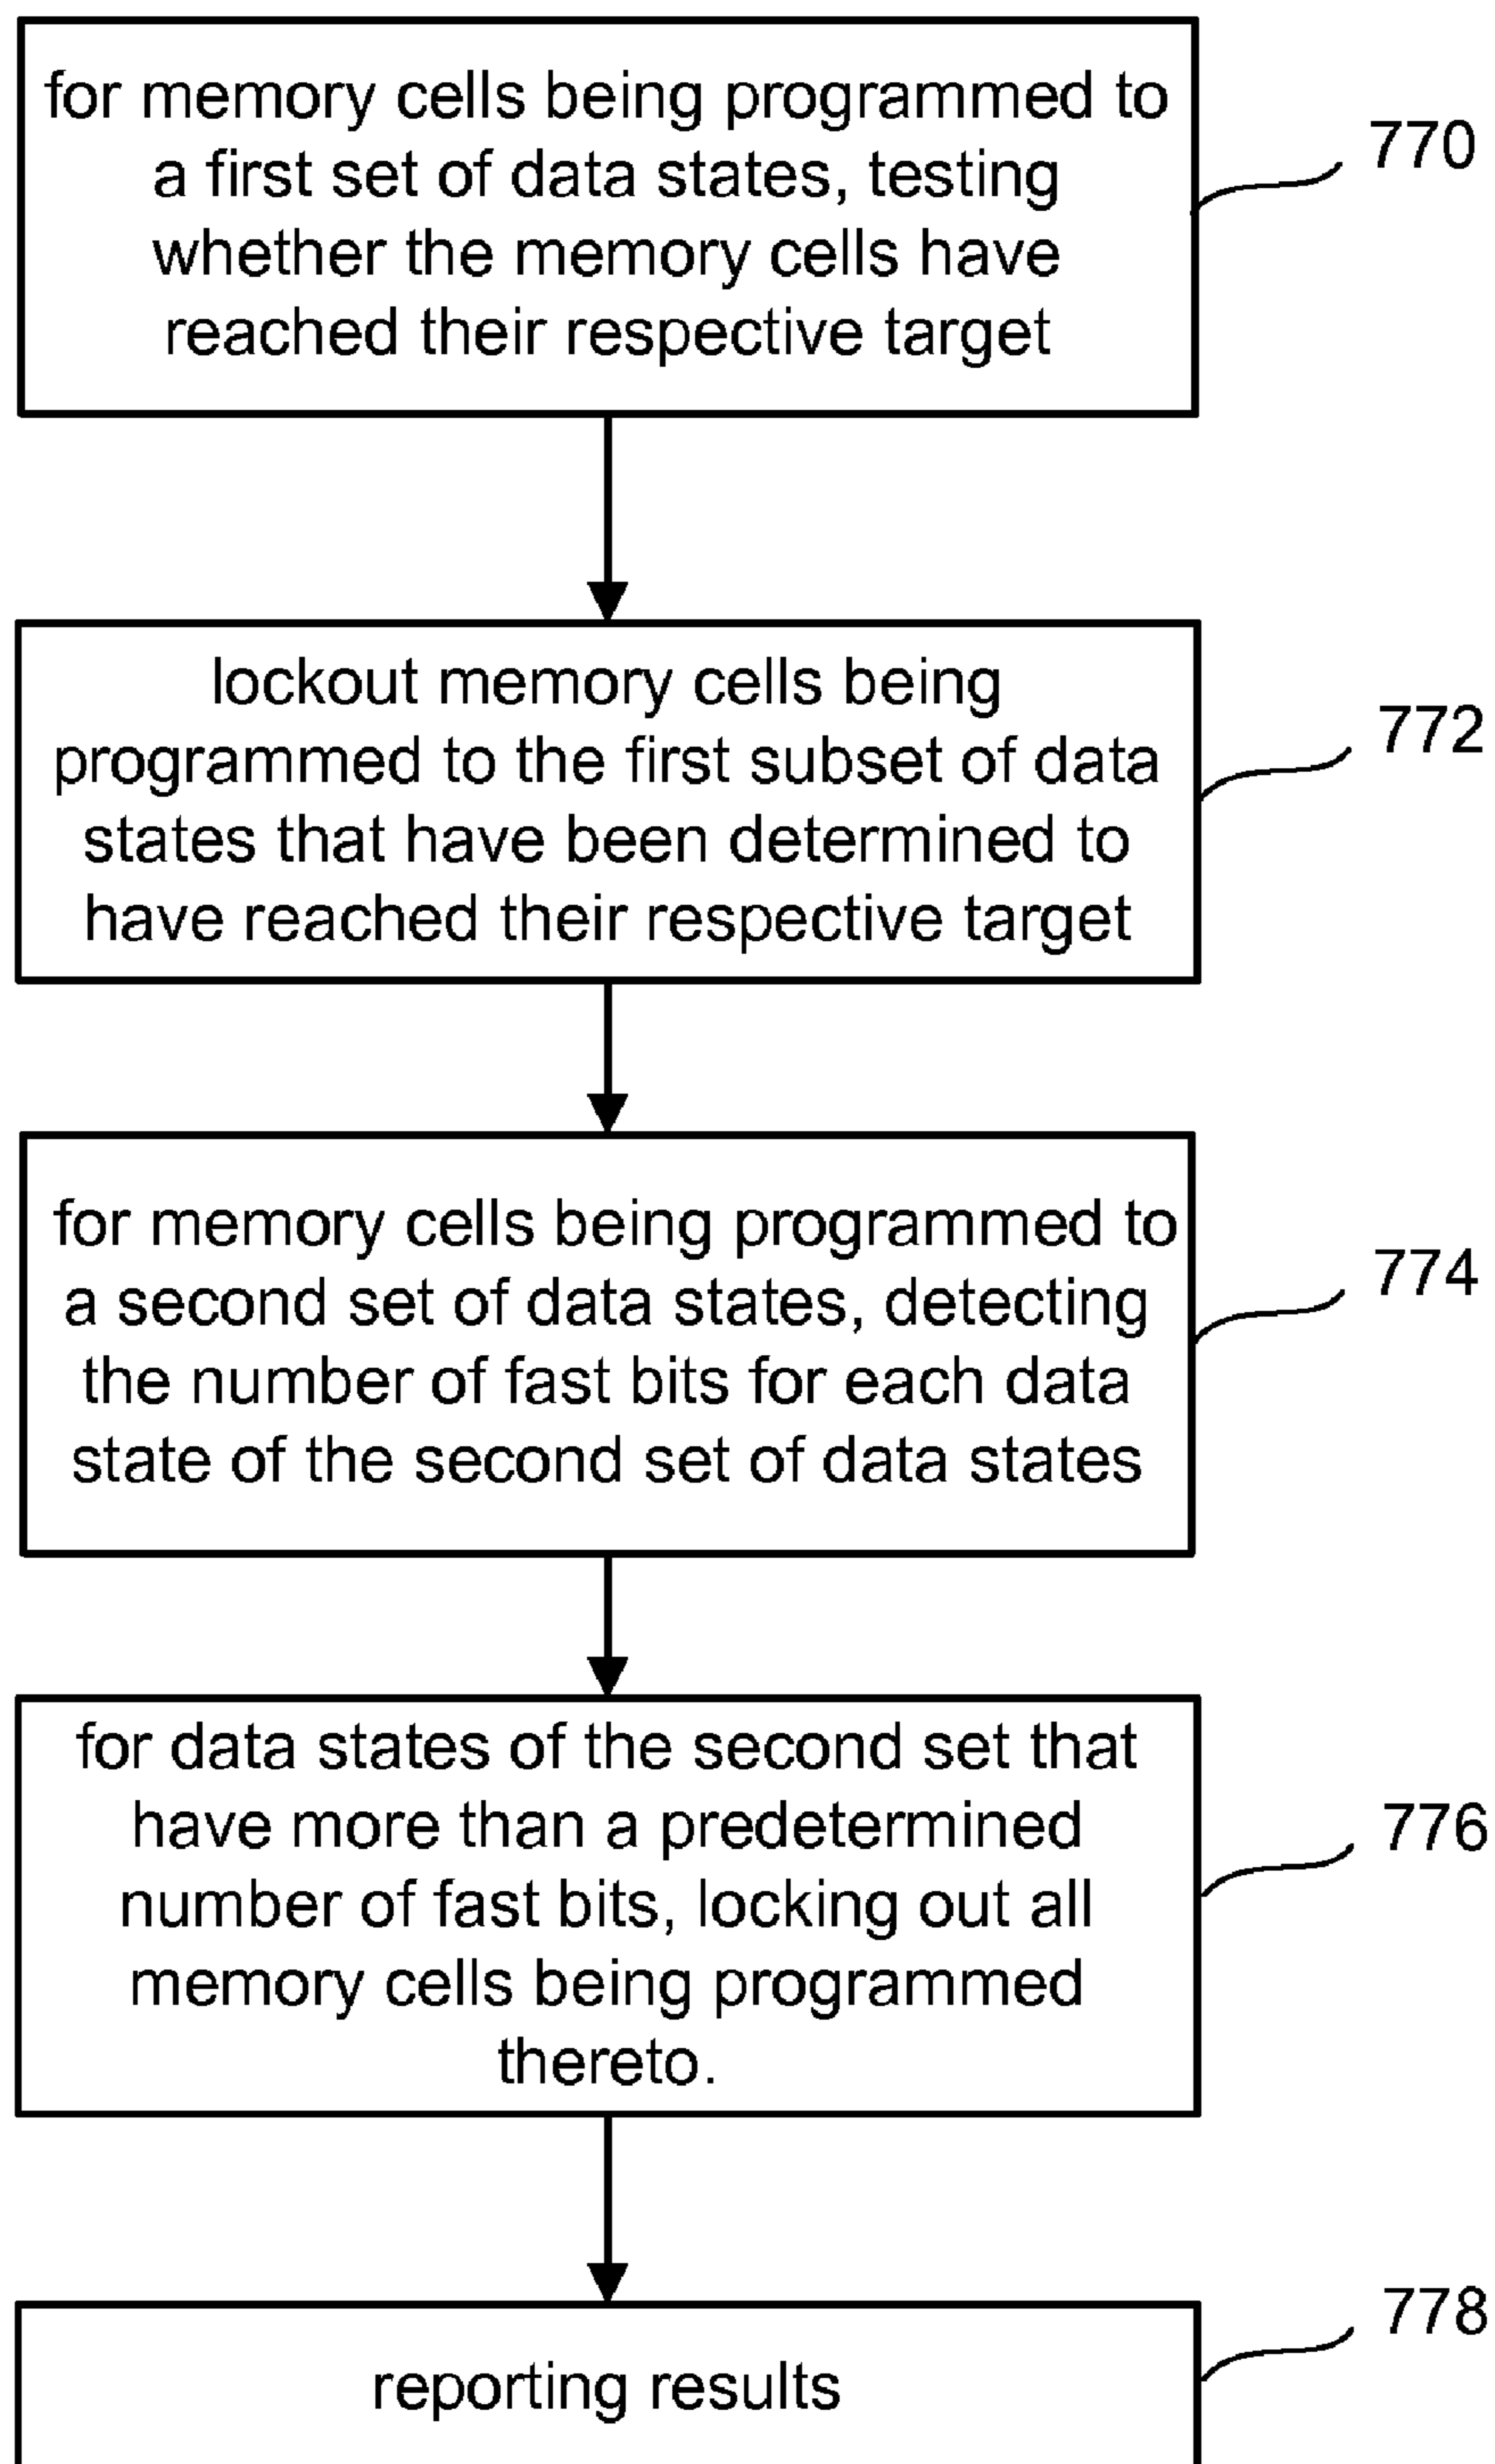 for memory cells being programmed to
a first set of data states, testing
whether the memory cells have
reached their respective target
770
lockout memory cells being
programmed to the first subset of data
states that have been determined to
have reached their respective target
772
for memory cells being programmed to
a second set of data states, detecting
the number of fast bits for each data
state of the second set of data states
774
for data states of the second set that
have more than a predetermined
number of fast bits, locking out all
memory cells being programmed
thereto.
776
reporting results
778